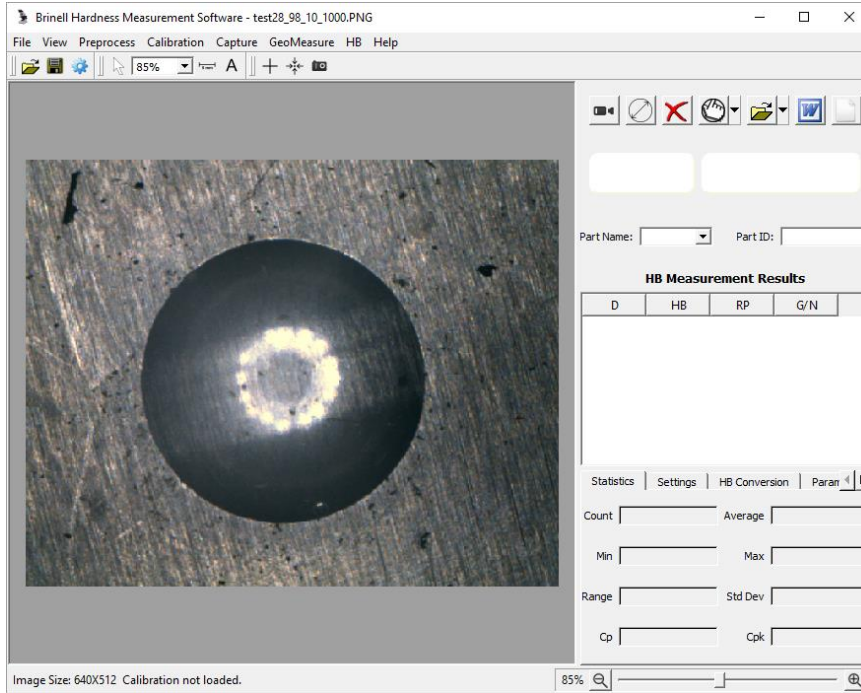 Brinell Hardness Measurement Software - test28_98_10_1000.PNG
File View Preprocess Calibration Capture GeoMeasure HB Help
85% A
W
Part Name: Part ID:
HB Measurement Results
D HB RP G/N
Statistics Settings HB Conversion Param
Count Average
Min Max
Range Std Dev
Cp Cpk
Image Size: 640X512 Calibration not loaded. 85%